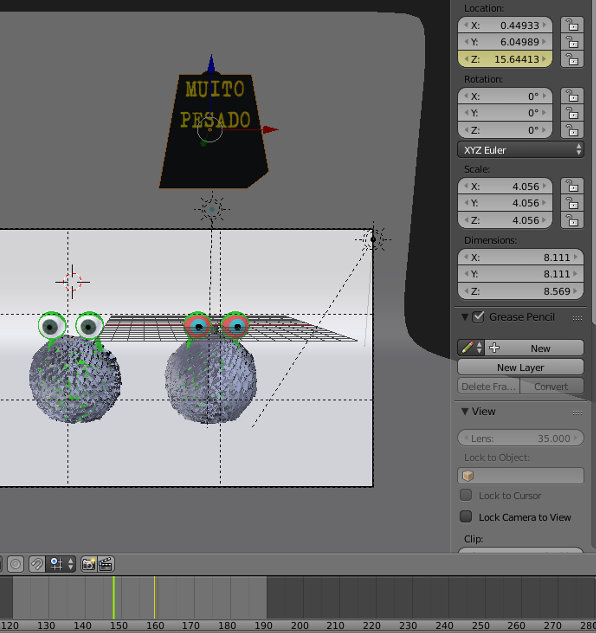 Location:
X: 0.44933
Y: 6.04989
Z: 15.64413
Rotation:
X: 0°
Y: 0°
Z: 0°
XYZ Euler
Scale:
X: 4.056
Y: 4.056
Z: 4.056
Dimensions:
X: 8.111
Y: 8.111
Z: 8.569
Grease Pencil
New
New Layer
Delete Fra... Convert
View
Lens: 35.000
Lock to Object:
Lock to Cursor
Lock Camera to View
Clip:
MUITO
PESADO
120 130 140 150 160 170 180 190 200 210 220 230 240 250 260 270 280